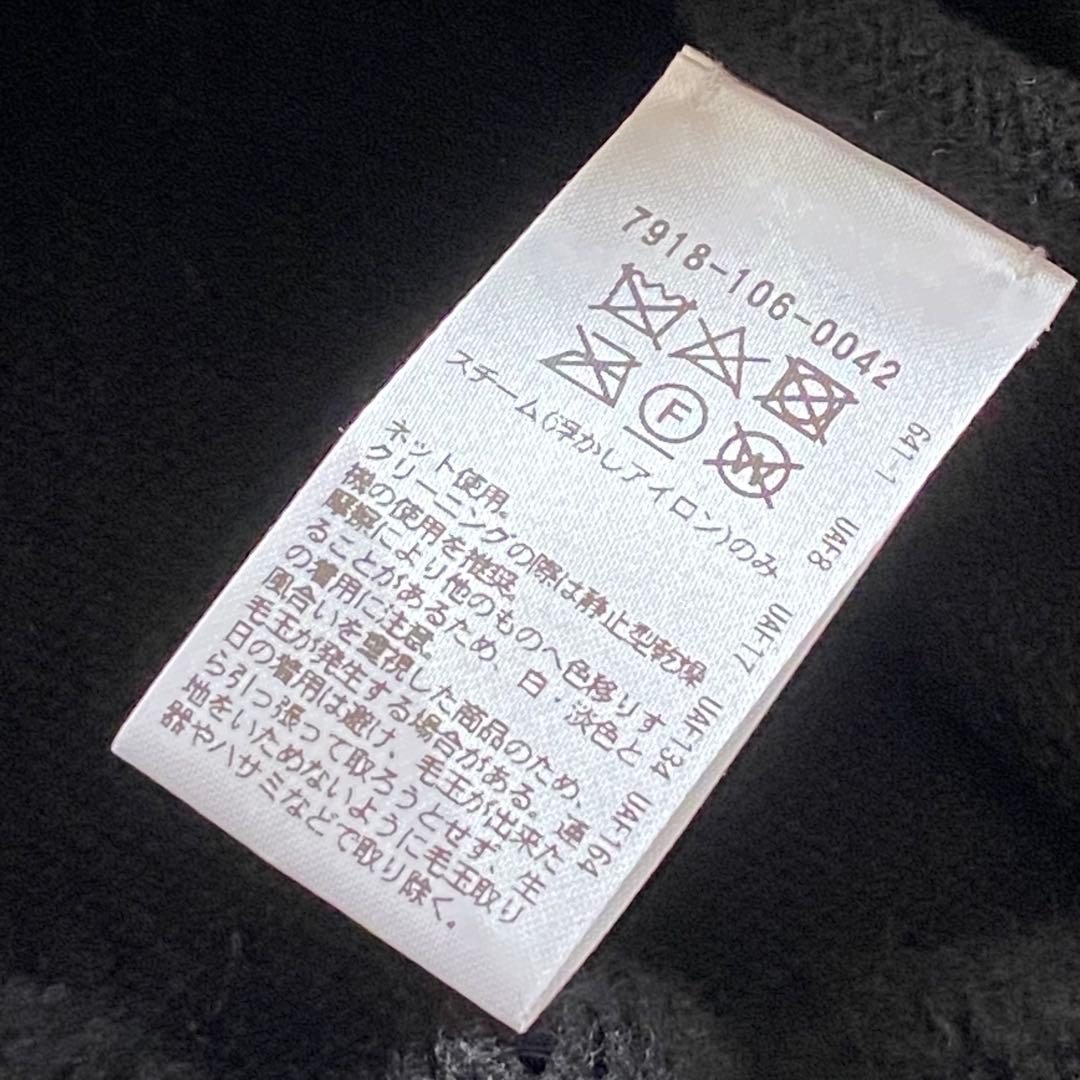 7918-106-0042
F
W
スチーム(浮かしアイロン)のみ
641-1 UAF8 UAF17 UAF134 UAF164
ネット使用。
クリーニングの際は静止型乾燥
機の使用を推奨。
摩擦により他のものへ色移りす
ることがあるため、白・淡色と
の着用に注意。
風合いを重視した商品のため、
毛玉が発生する場合がある。連
日の着用は避け、毛玉が出来た
ら引っ張って取ろうとせず、生
地をいためないように毛玉取り
器やハサミなどで取り除く。